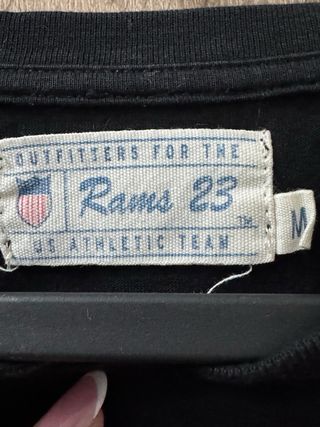 OUTFITTERS FOR THE
Rams 23 ™
US ATHLETIC TEAM
M